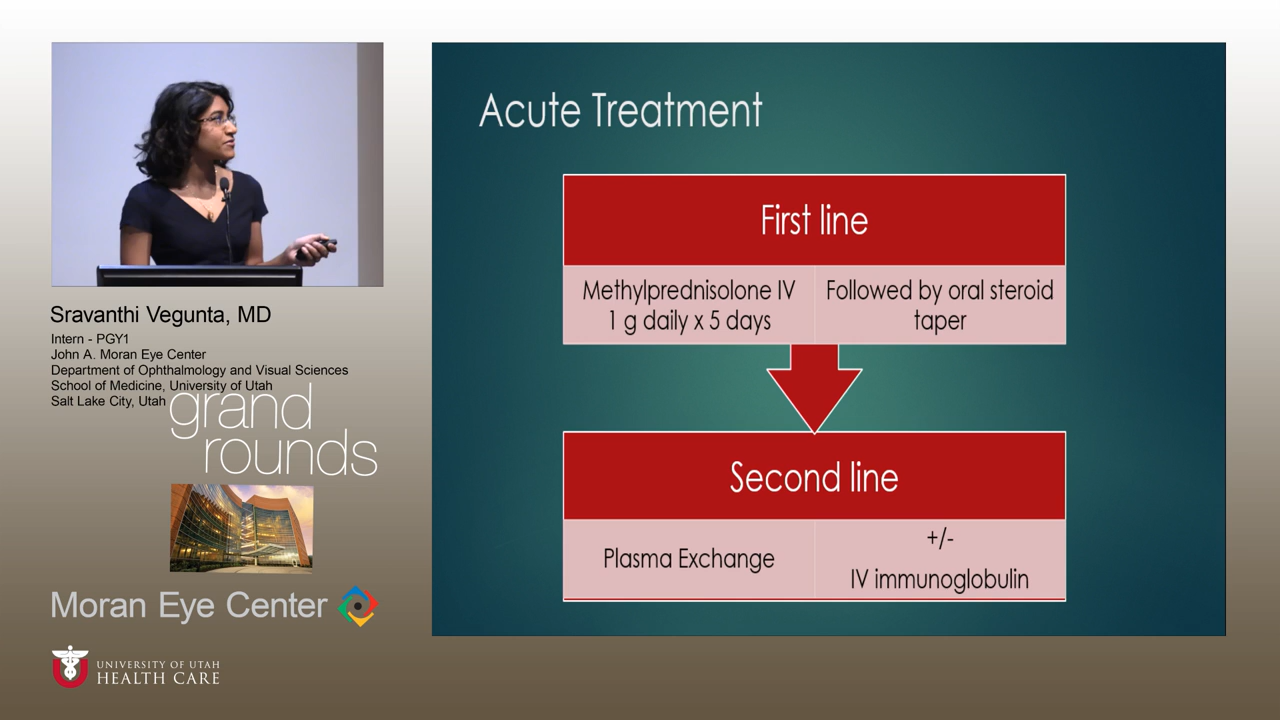 Acute Treatment
First line
Methylprednisolone IV
1 g daily x 5 days
Followed by oral steroid
taper
Second line
Plasma Exchange
+/-
IV immunoglobulin
Sravanthi Vegunta, MD
Intern - PGY1
John A. Moran Eye Center
Department of Ophthalmology and Visual Sciences
School of Medicine, University of Utah
Salt Lake City, Utah
grand
rounds
Moran Eye Center
UNIVERSITY OF UTAH
HEALTH CARE